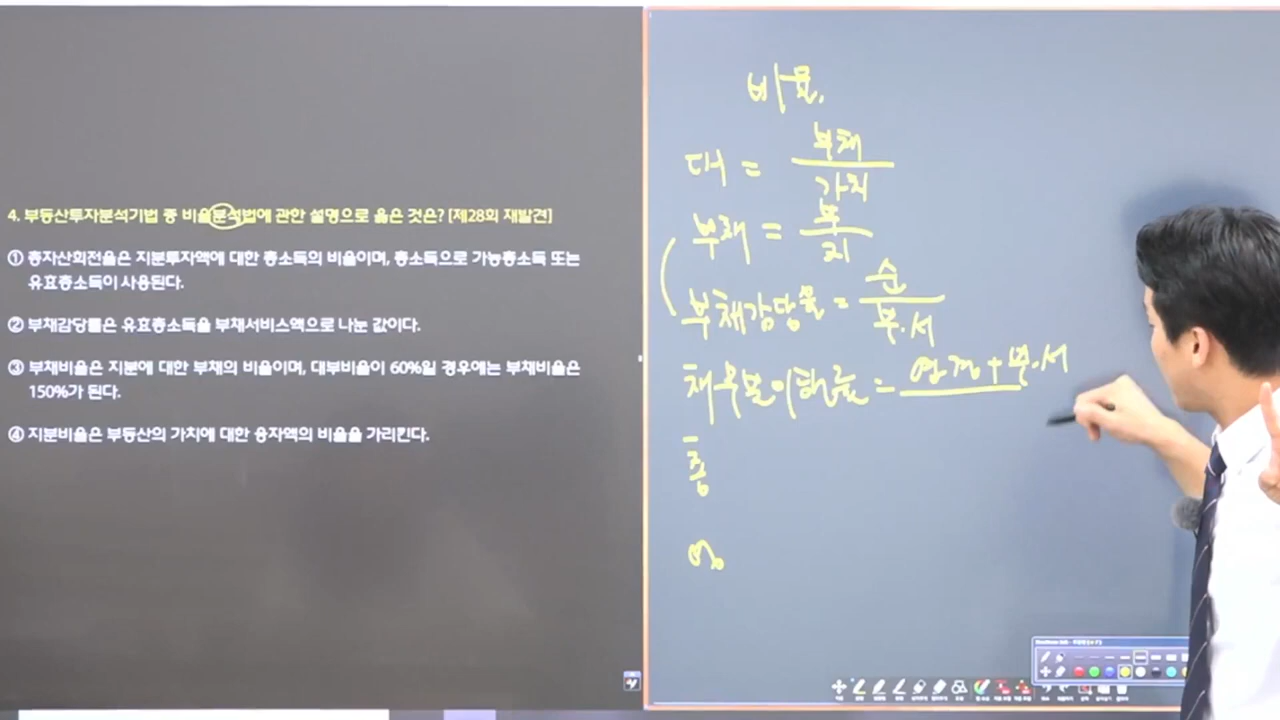 4. 부동산투자분석기법 중 비율분석법에 관한 설명으로 옳은 것은? [제28회 재발견]
① 총자산회전율은 지분투자액에 대한 총소득의 비율이며, 총소득으로 가능총소득 또는
유효총소득이 사용된다.
② 부채감당률은 유효총소득을 부채서비스액으로 나눈 값이다.
③ 부채비율은 지분에 대한 부채의 비율이며, 대부비율이 60%일 경우에는 부채비율은
150%가 된다.
④ 지분비율은 부동산의 가치에 대한 융자액의 비율을 가리킨다.
비율.
대 = 부채
가치
부채 = 부
지
부채감당률 = 순
부.서
채무불이행률 = 영경+부.서
총
영